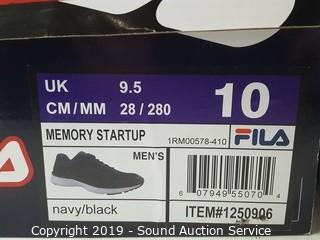 UK 9.5
CM/MM 28 / 280
10
MEMORY STARTUP
1RM00578-410
FILA
MEN'S
6 07949 55070 4
navy/black
ITEM#1250906
Copyright 2019 - Sound Auction Service